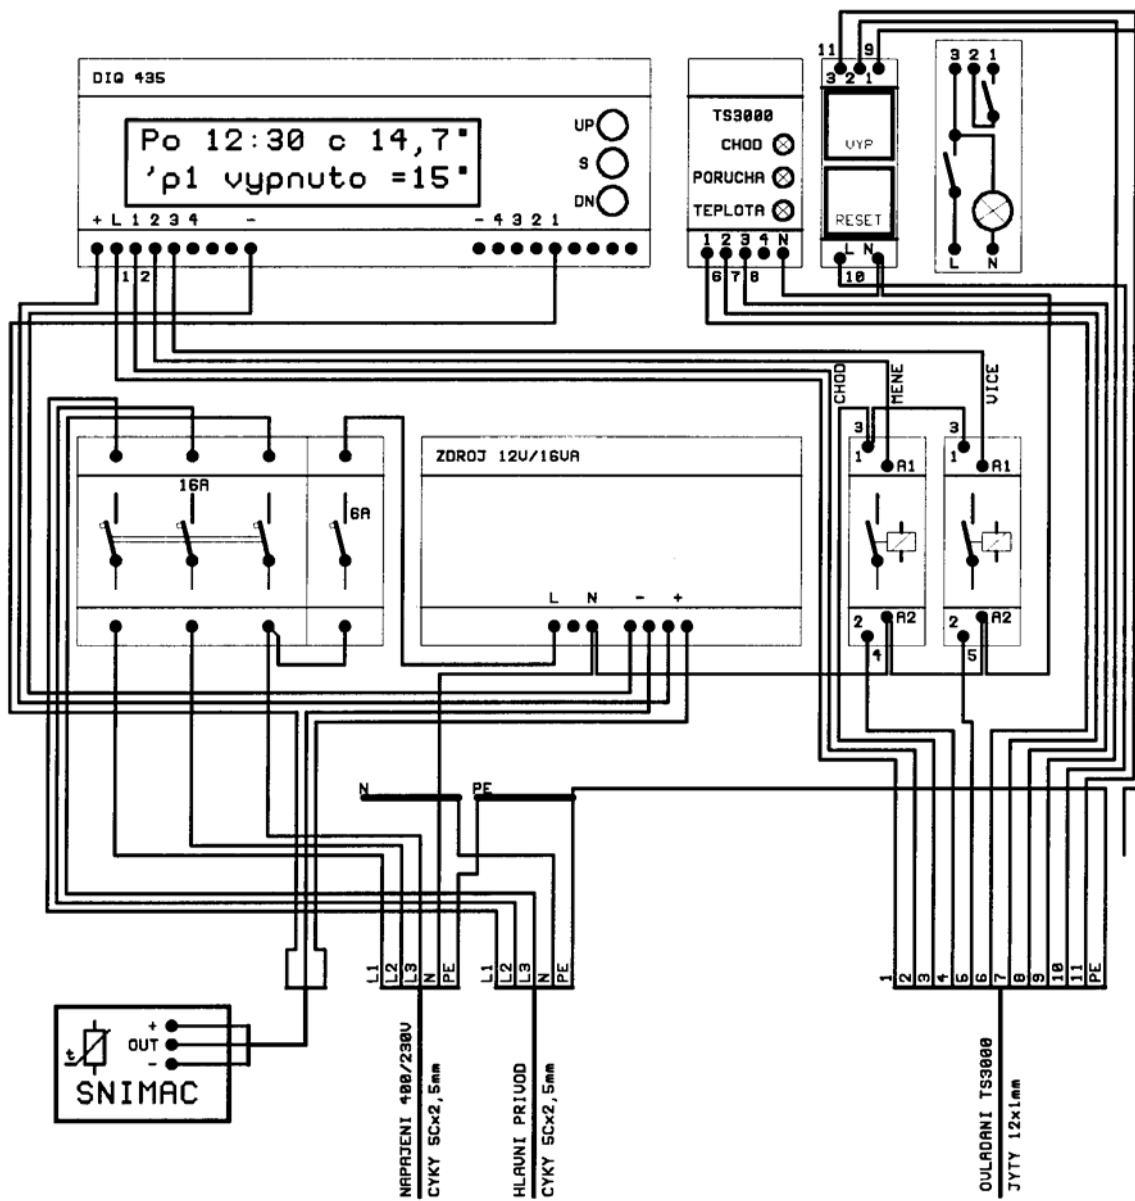 11 9
3 2 1
3 2 1
DIQ 435
Po 12:30 c 14,7°
'p1 vypnuto =15°
UP
S
DN
+ L 1 2 3 4 -
- 4 3 2 1
1 2
TS3000
CHOD
PORUCHA
TEPLOTA
1 2 3 4 N
6 7 8
VYP
RESET
L N
10
L N
CHOD
MENE
VICE
16A
6A
ZDROJ 12V/16VA
L N - +
3
1
A1
2
A2
4
3
1
A1
2
A2
5
N
PE
L1
L2
L3
N
PE
L1
L2
L3
N
PE
1
2
3
4
5
6
7
8
9
10
11
PE
t
+
OUT
-
SNIMAC
NAPAJENI 400/230V
CYKY 5Cx2,5mm
HLAVNI PRIVOD
CYKY 5Cx2,5mm
OVLADANI TS3000
JYTY 12x1mm